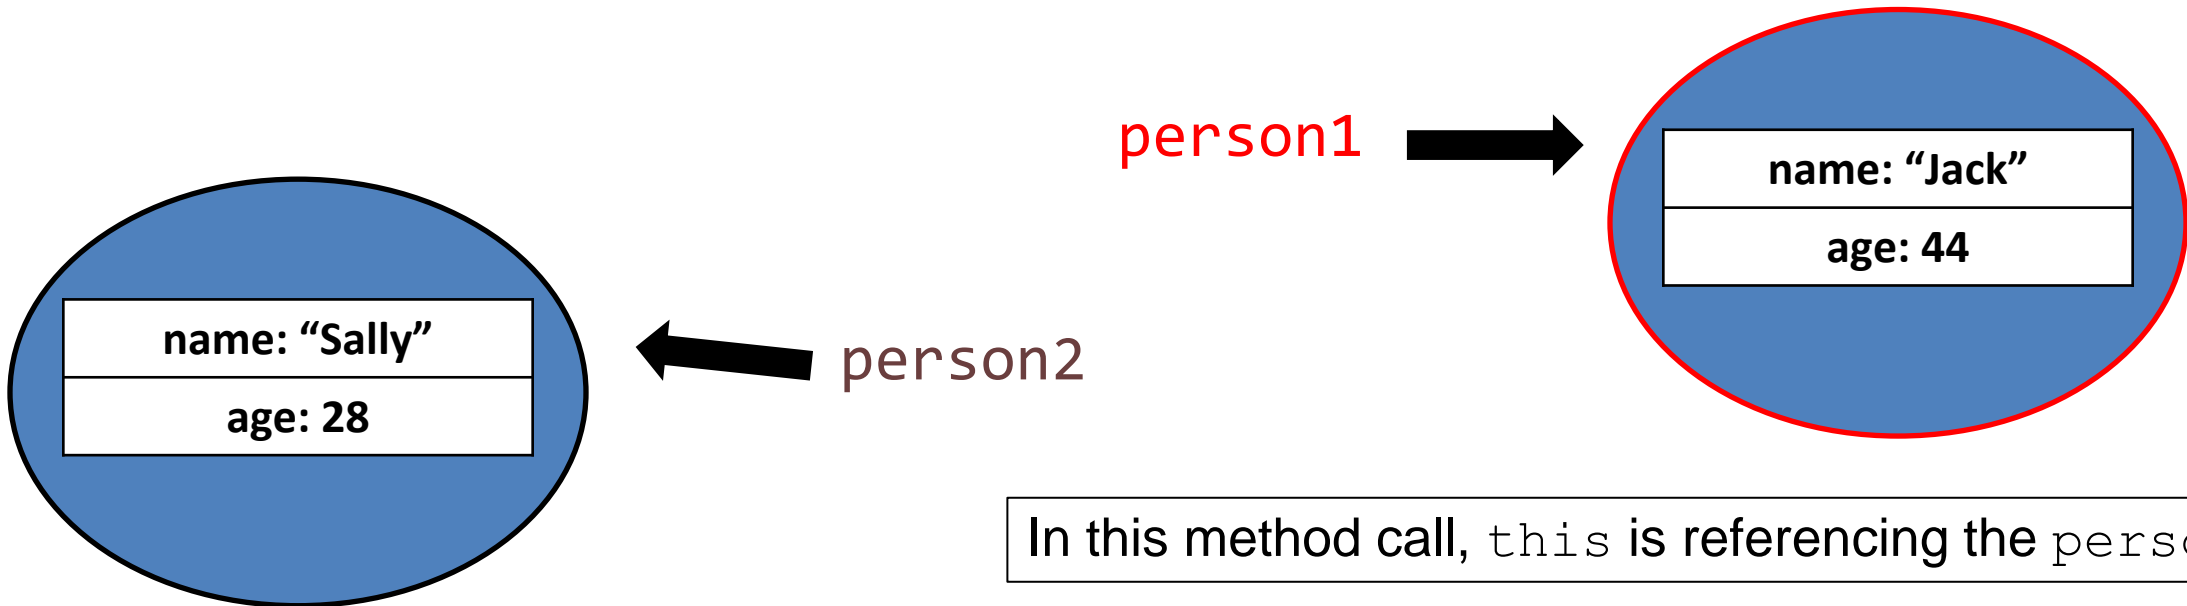 person1
name: “Jack”
age: 44
name: “Sally”
age: 28
person2
In this method call, this is referencing the